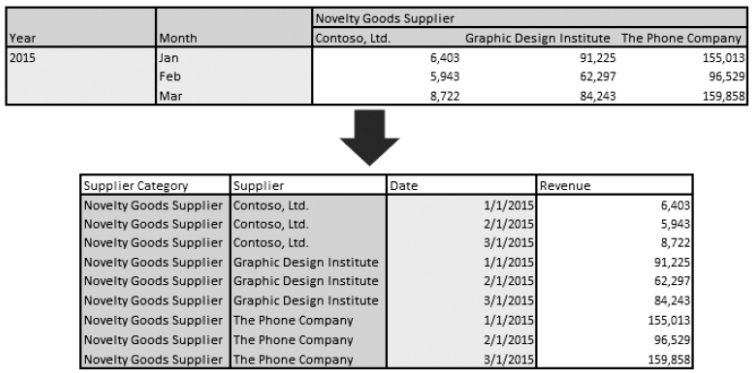 Novelty Goods Supplier
Year Month Contoso, Ltd. Graphic Design Institute The Phone Company
2015 Jan 6,403 91,225 155,013
Feb 5,943 62,297 96,529
Mar 8,722 84,243 159,858
Supplier Category Supplier Date Revenue
Novelty Goods Supplier Contoso, Ltd. 1/1/2015 6,403
Novelty Goods Supplier Contoso, Ltd. 2/1/2015 5,943
Novelty Goods Supplier Contoso, Ltd. 3/1/2015 8,722
Novelty Goods Supplier Graphic Design Institute 1/1/2015 91,225
Novelty Goods Supplier Graphic Design Institute 2/1/2015 62,297
Novelty Goods Supplier Graphic Design Institute 3/1/2015 84,243
Novelty Goods Supplier The Phone Company 1/1/2015 155,013
Novelty Goods Supplier The Phone Company 2/1/2015 96,529
Novelty Goods Supplier The Phone Company 3/1/2015 159,858